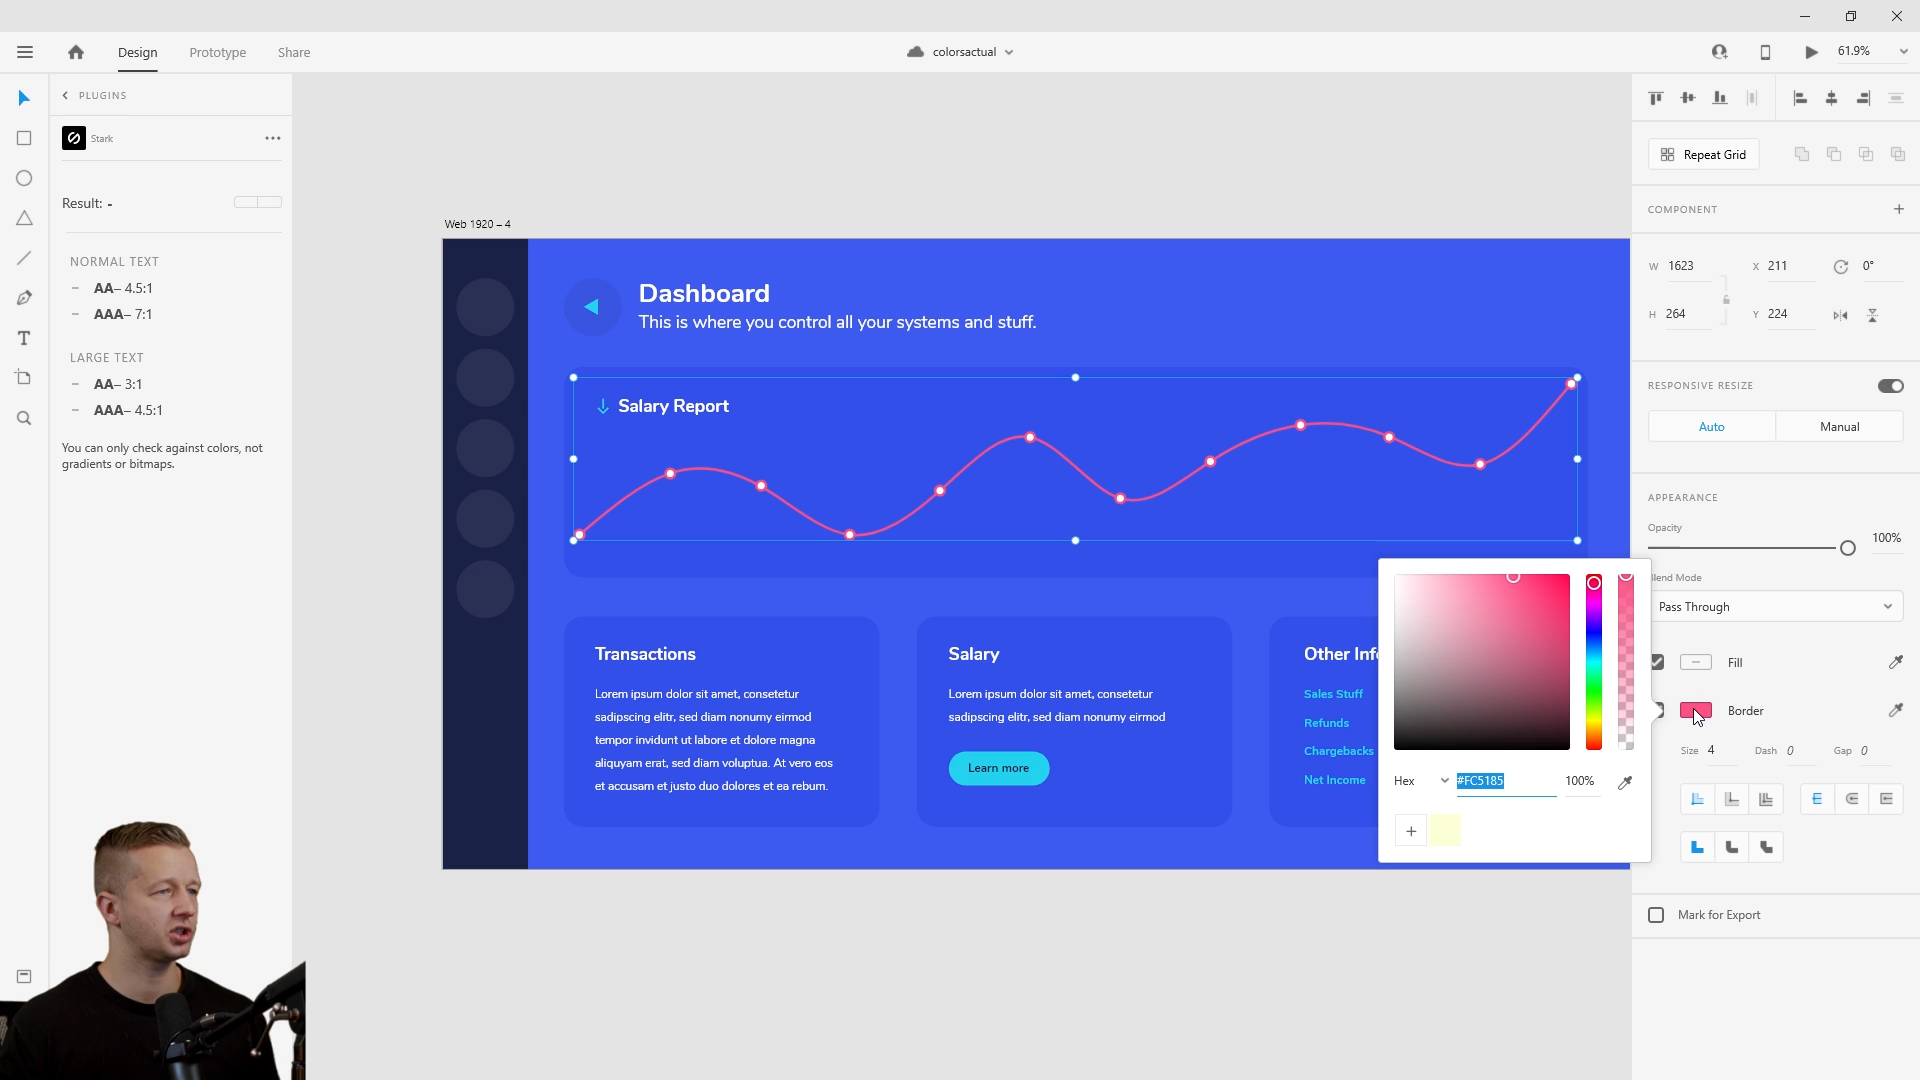 Design
Prototype
Share
colorsactual
61.9%
PLUGINS
Stark
Result: -
NORMAL TEXT
– AA– 4.5:1
– AAA– 7:1
LARGE TEXT
– AA– 3:1
– AAA– 4.5:1
You can only check against colors, not
gradients or bitmaps.
Web 1920 – 4
Dashboard
This is where you control all your systems and stuff.
Salary Report
Transactions
Lorem ipsum dolor sit amet, consetetur
sadipscing elitr, sed diam nonumy eirmod
tempor invidunt ut labore et dolore magna
aliquyam erat, sed diam voluptua. At vero eos
et accusam et justo duo dolores et ea rebum.
Salary
Lorem ipsum dolor sit amet, consetetur
sadipscing elitr, sed diam nonumy eirmod
Learn more
Other Inf
Sales Stuff
Refunds
Chargebacks
Net Income
Hex
#FC5185
100%
Repeat Grid
COMPONENT
W 1623
X 211
0°
H 264
Y 224
RESPONSIVE RESIZE
Auto
Manual
APPEARANCE
Opacity
100%
lend Mode
Pass Through
Fill
Border
Size 4
Dash 0
Gap 0
Mark for Export